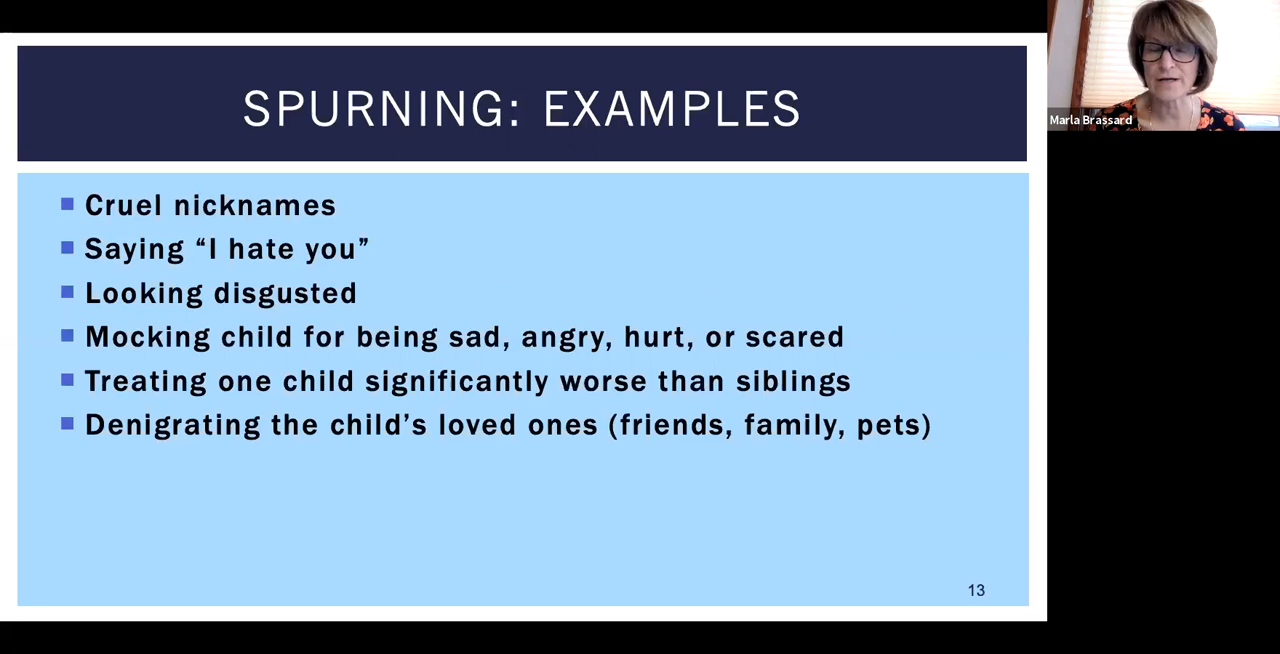 SPURNING: EXAMPLES
Cruel nicknames
Saying “I hate you”
Looking disgusted
Mocking child for being sad, angry, hurt, or scared
Treating one child significantly worse than siblings
Denigrating the child’s loved ones (friends, family, pets)
13
Marla Brassard